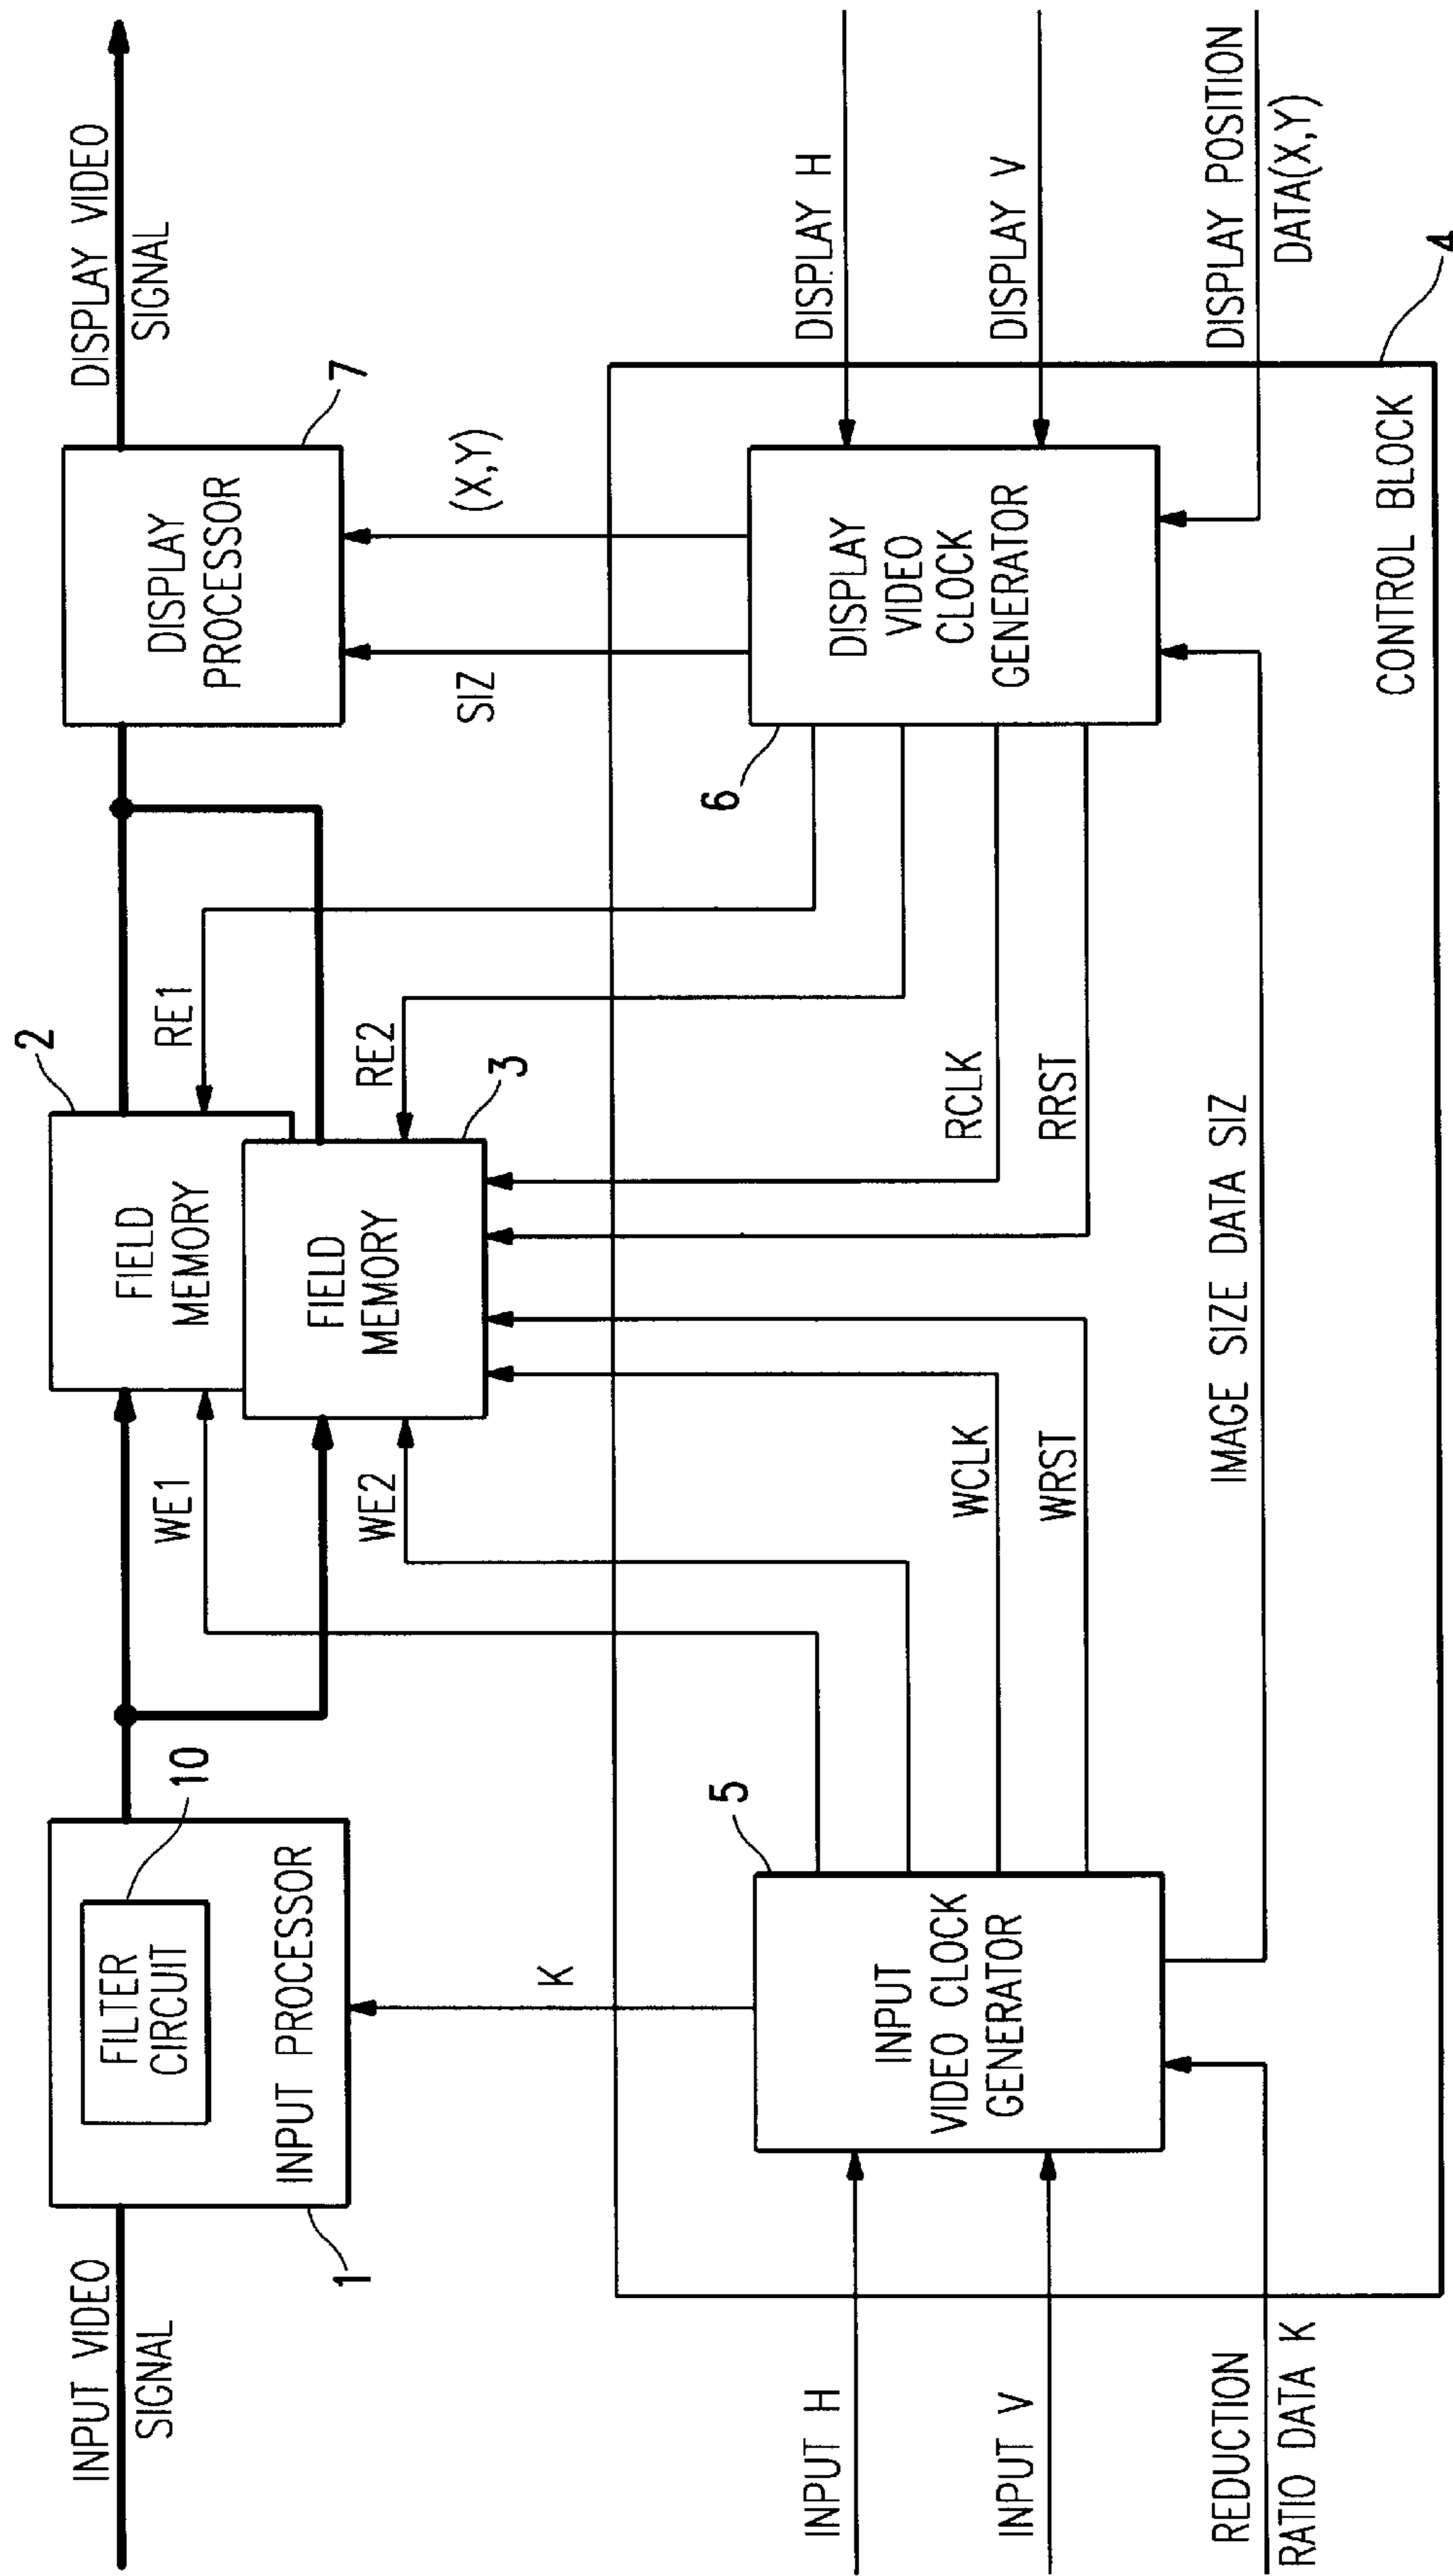 INPUT VIDEO
SIGNAL
1
FILTER
CIRCUIT
10
INPUT PROCESSOR
WE1
WE2
2
FIELD
MEMORY
FIELD
MEMORY
3
RE1
RE2
DISPLAY
PROCESSOR
7
DISPLAY VIDEO
SIGNAL
K
SIZ
(X,Y)
INPUT H
INPUT V
REDUCTION
RATIO DATA K
5
INPUT
VIDEO CLOCK
GENERATOR
WCLK
WRST
RCLK
RRST
IMAGE SIZE DATA SIZ
6
DISPLAY
VIDEO
CLOCK
GENERATOR
DISPLAY H
DISPLAY V
DISPLAY POSITION
DATA(X,Y)
CONTROL BLOCK
4